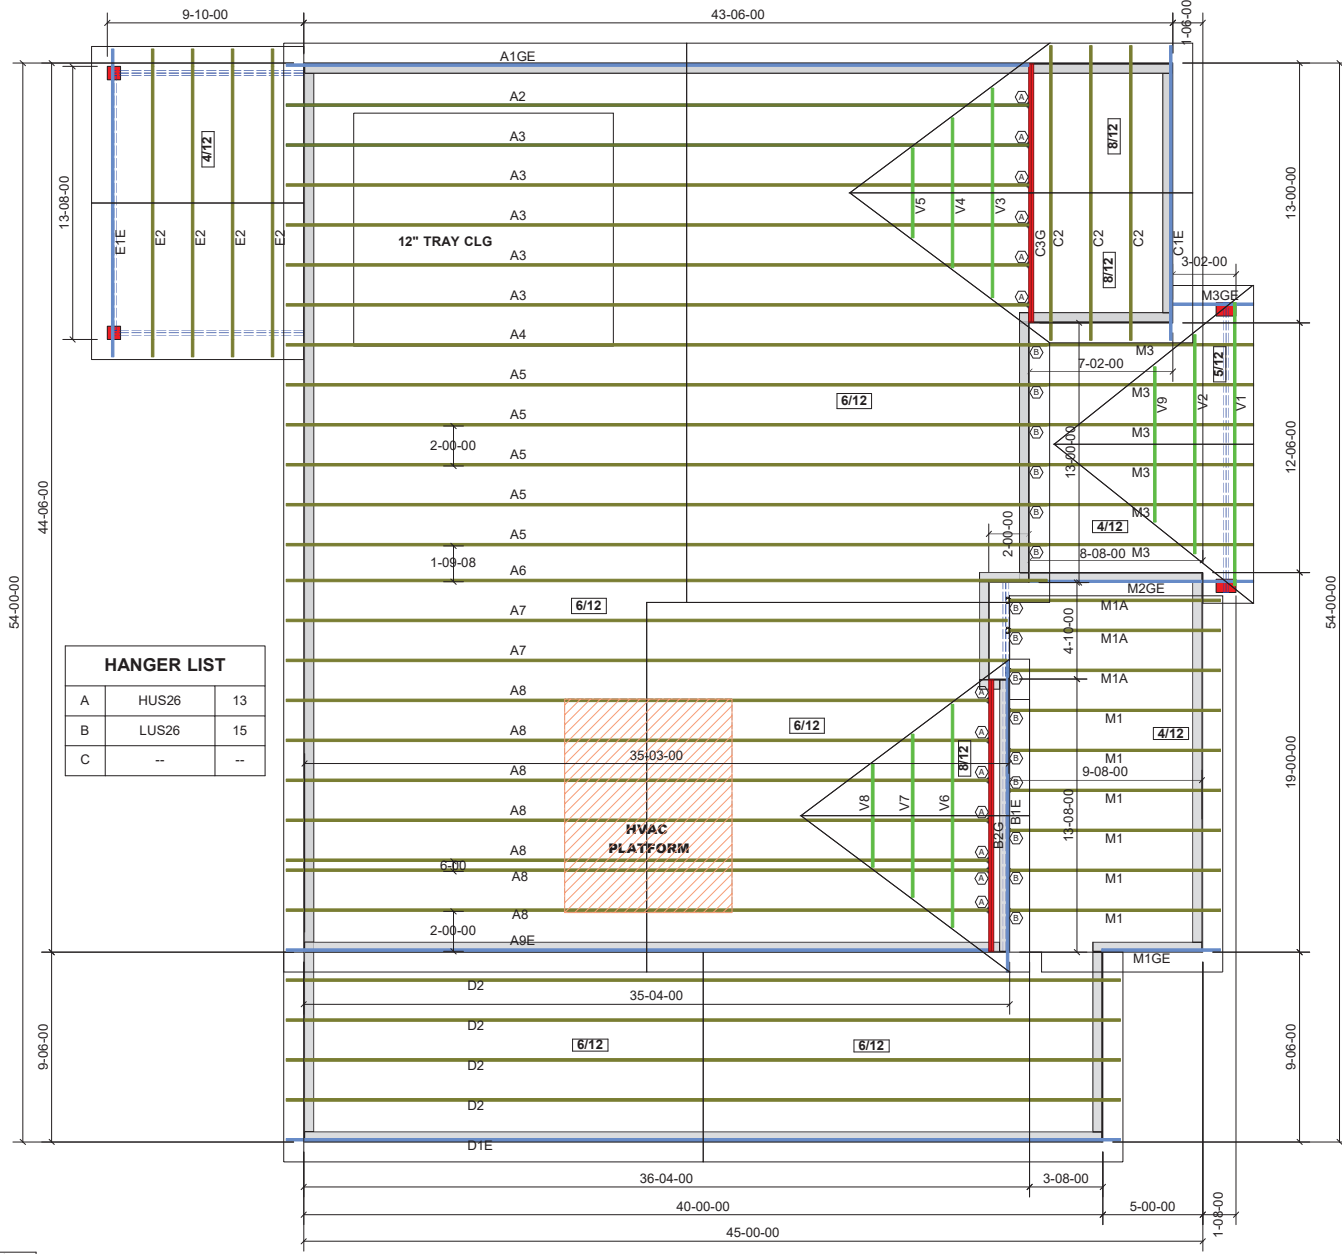 9-10-00
43-06-00
1-06-00
A1GE
A2
A3
A3
A3
A3
A3
A4
A5
A5
A5
A5
A5
A6
A7
A7
A8
A8
A8
A8
A8
A8
A8
A9E
D2
D2
D2
D2
D1E
4/12
13-08-00
E1E
E2
E2
E2
E2
12" TRAY CLG
V5
V4
V3
C3G
C2
C2
C2
C1E
8/12
8/12
A
A
A
A
A
A
13-00-00
3-02-00
M3GE
M3
7-02-00
M3
M3
M3
M3
M3
5/12
V9
V2
V1
B
B
B
B
B
B
6/12
2-00-00
13-00-00
12-06-00
4/12
8-08-00
2-00-00
1-09-08
44-06-00
54-00-00
54-00-00
6/12
M2GE
M1A
M1A
M1A
M1
M1
M1
M1
M1
M1
4-10-00
B
B
B
B
B
B
B
B
B
HANGER LIST
A HUS26 13
B LUS26 15
C -- --
6/12
8/12
4/12
35-03-00
9-08-00
19-00-00
A
A
A
A
A
A
A
V8
V7
V6
B2G
B1E
13-08-00
HVAC
PLATFORM
6-00
2-00-00
M1GE
35-04-00
9-06-00
9-06-00
6/12
6/12
36-04-00
3-08-00
40-00-00
5-00-00
1-08-00
45-00-00